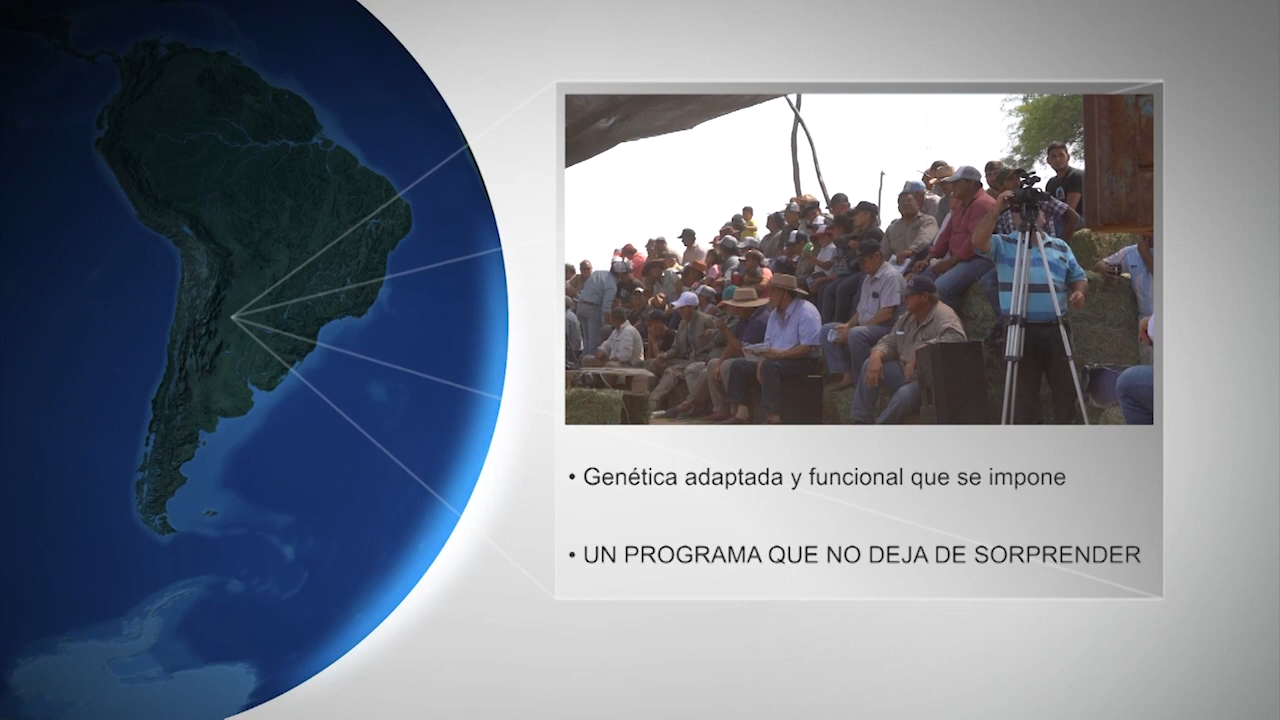 • Genética adaptada y funcional que se impone
• UN PROGRAMA QUE NO DEJA DE SORPRENDER